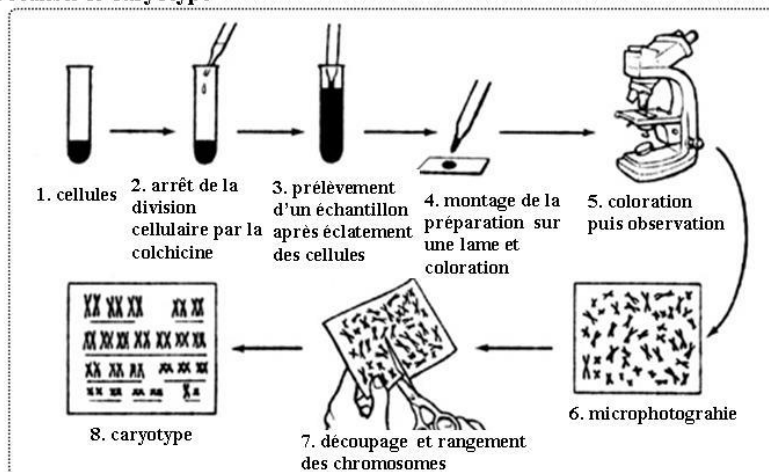 1. cellules
2. arrêt de la
division
cellulaire par la
colchicine
3. prélèvement
d'un échantillon
après éclatement
des cellules
4. montage de la
préparation sur
une lame et
coloration
5. coloration
puis observation
6. microphotograhie
7. découpage et rangement
des chromosomes
8. caryotype